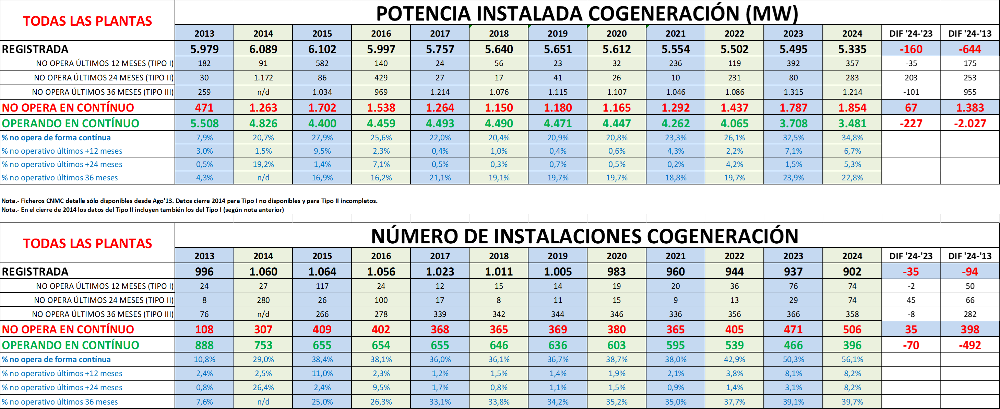 TODAS LAS PLANTAS
POTENCIA INSTALADA COGENERACIÓN (MW)
2013 2014 2015 2016 2017 2018 2019 2020 2021 2022 2023 2024 DIF '24-'23 DIF '24-'13
REGISTRADA 5.979 6.089 6.102 5.997 5.757 5.640 5.651 5.612 5.554 5.502 5.495 5.335 -160 -644
NO OPERA ÚLTIMOS 12 MESES (TIPO I) 182 91 582 140 24 56 23 32 236 119 392 357 -35 175
NO OPERA ÚLTIMOS 24 MESES (TIPO II) 30 1.172 86 429 27 17 41 26 10 231 80 283 203 253
NO OPERA ÚLTIMOS 36 MESES (TIPO III) 259 n/d 1.034 969 1.214 1.076 1.115 1.107 1.046 1.086 1.315 1.214 -101 955
NO OPERA EN CONTÍNUO 471 1.263 1.702 1.538 1.264 1.150 1.180 1.165 1.292 1.437 1.787 1.854 67 1.383
OPERANDO EN CONTÍNUO 5.508 4.826 4.400 4.459 4.493 4.490 4.471 4.447 4.262 4.065 3.708 3.481 -227 -2.027
% no opera de forma contínua 7,9% 20,7% 27,9% 25,6% 22,0% 20,4% 20,9% 20,8% 23,3% 26,1% 32,5% 34,8%
% no operativo últimos +12 meses 3,0% 1,5% 9,5% 2,3% 0,4% 1,0% 0,4% 0,6% 4,3% 2,2% 7,1% 6,7%
% no operativo últimos +24 meses 0,5% 19,2% 1,4% 7,1% 0,5% 0,3% 0,7% 0,5% 0,2% 4,2% 1,5% 5,3%
% no operativo últimos 36 meses 4,3% n/d 16,9% 16,2% 21,1% 19,1% 19,7% 19,7% 18,8% 19,7% 23,9% 22,8%
Nota.- Ficheros CNMC detalle sólo disponibles desde Ago'13. Datos cierre 2014 para Tipo I no disponibles y para Tipo II incompletos.
Nota.- En el cierre de 2014 los datos del Tipo II incluyen también los del Tipo I (según nota anterior)
TODAS LAS PLANTAS
NÚMERO DE INSTALACIONES COGENERACIÓN
2013 2014 2015 2016 2017 2018 2019 2020 2021 2022 2023 2024 DIF '24-'23 DIF '24-'13
REGISTRADA 996 1.060 1.064 1.056 1.023 1.011 1.005 983 960 944 937 902 -35 -94
NO OPERA ÚLTIMOS 12 MESES (TIPO I) 24 27 117 24 12 15 14 19 20 36 76 74 -2 50
NO OPERA ÚLTIMOS 24 MESES (TIPO II) 8 280 26 100 17 8 11 15 9 13 29 74 45 66
NO OPERA ÚLTIMOS 36 MESES (TIPO III) 76 n/d 266 278 339 342 344 346 336 356 366 358 -8 282
NO OPERA EN CONTÍNUO 108 307 409 402 368 365 369 380 365 405 471 506 35 398
OPERANDO EN CONTÍNUO 888 753 655 654 655 646 636 603 595 539 466 396 -70 -492
% no opera de forma contínua 10,8% 29,0% 38,4% 38,1% 36,0% 36,1% 36,7% 38,7% 38,0% 42,9% 50,3% 56,1%
% no operativo últimos +12 meses 2,4% 2,5% 11,0% 2,3% 1,2% 1,5% 1,4% 1,9% 2,1% 3,8% 8,1% 8,2%
% no operativo últimos +24 meses 0,8% 26,4% 2,4% 9,5% 1,7% 0,8% 1,1% 1,5% 0,9% 1,4% 3,1% 8,2%
% no operativo últimos 36 meses 7,6% n/d 25,0% 26,3% 33,1% 33,8% 34,2% 35,2% 35,0% 37,7% 39,1% 39,7%